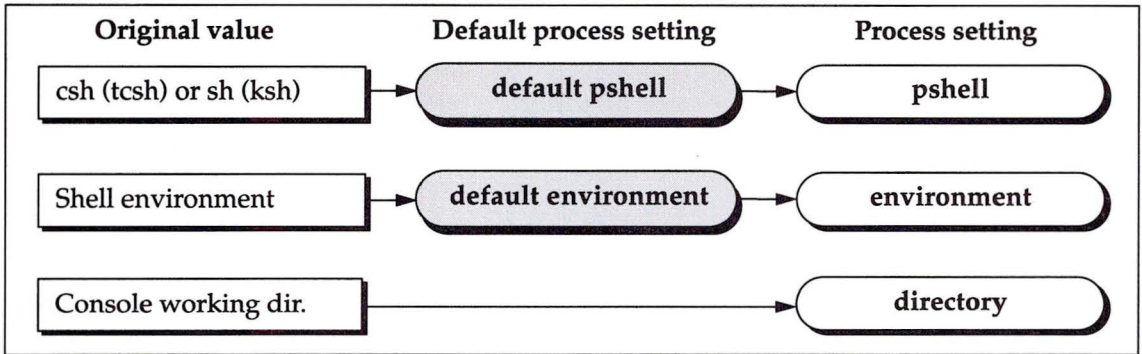 Original value Default process setting Process setting
csh (tcsh) or sh (ksh) default pshell pshell
Shell environment default environment environment
Console working dir. directory